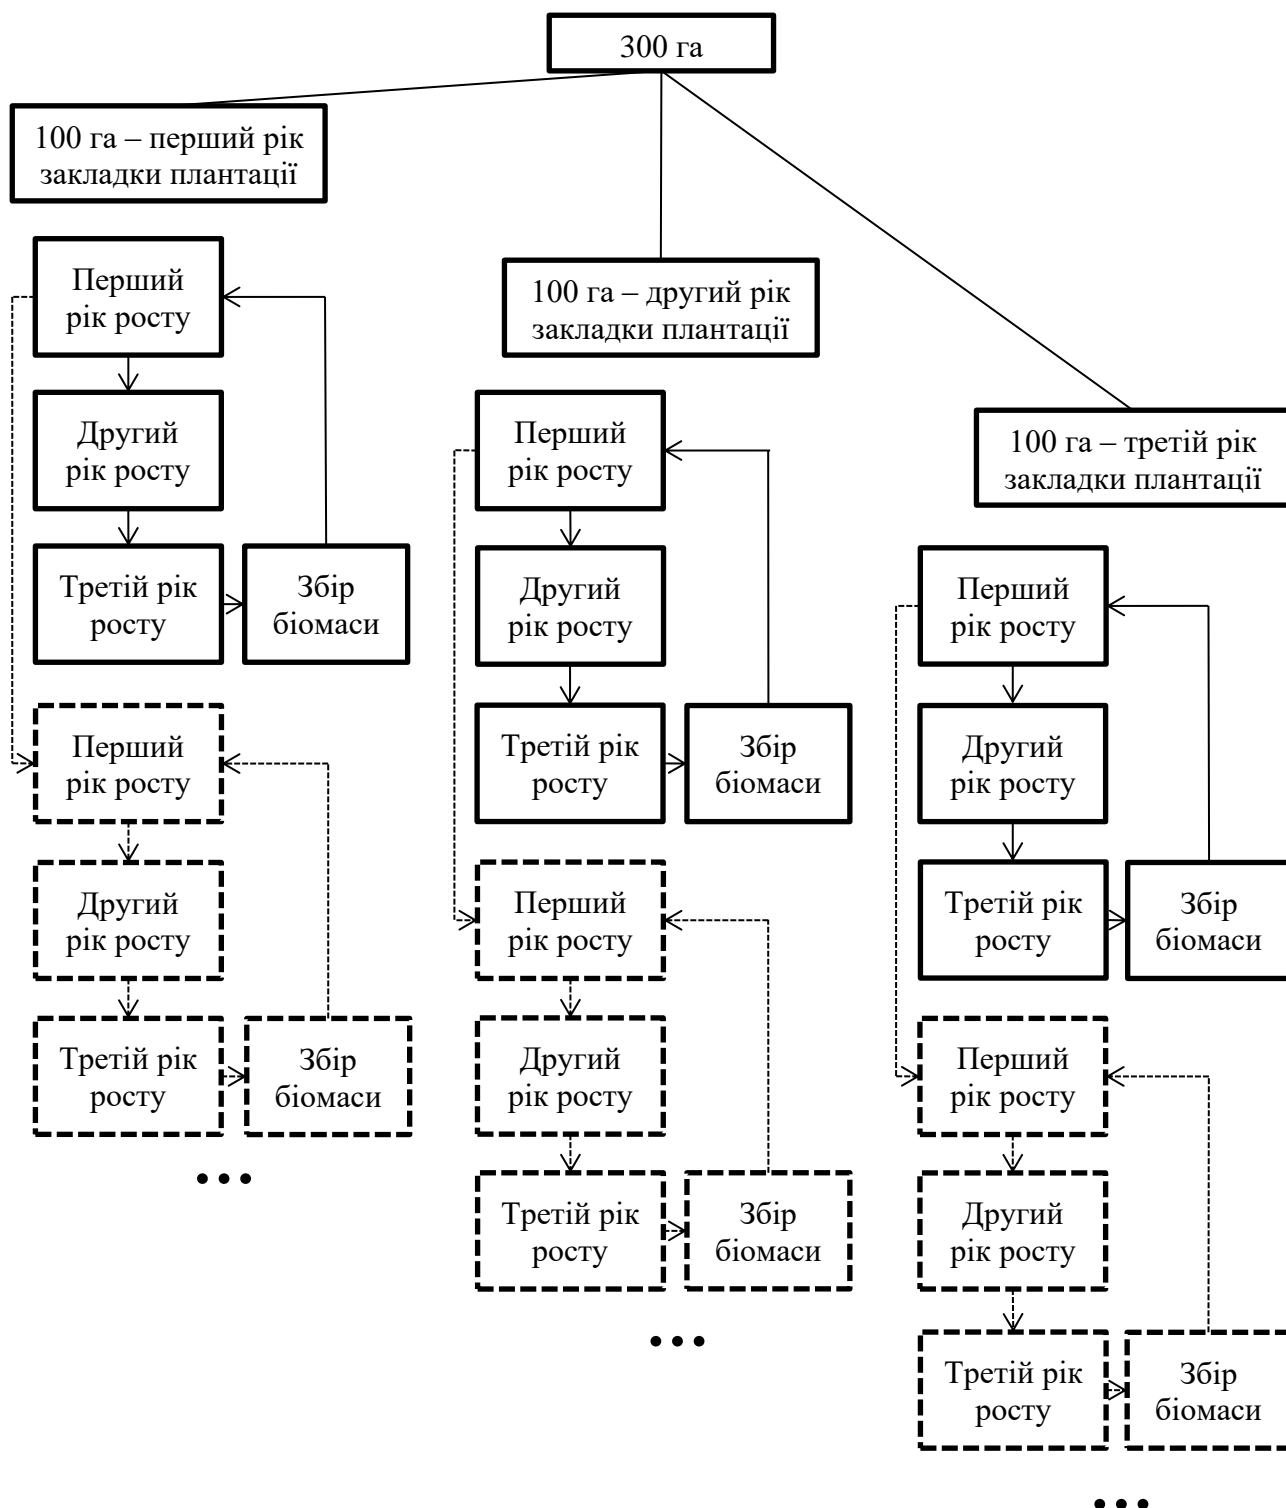 300 га
100 га – перший рік
закладки плантації
Перший
рік росту
Другий
рік росту
Третій рік
росту
Збір
біомаси
Перший
рік росту
Другий
рік росту
Третій рік
росту
Збір
біомаси
...
100 га – другий рік
закладки плантації
Перший
рік росту
Другий
рік росту
Третій рік
росту
Збір
біомаси
Перший
рік росту
Другий
рік росту
Третій рік
росту
Збір
біомаси
...
100 га – третій рік
закладки плантації
Перший
рік росту
Другий
рік росту
Третій рік
росту
Збір
біомаси
Перший
рік росту
Другий
рік росту
Третій рік
росту
Збір
біомаси
...